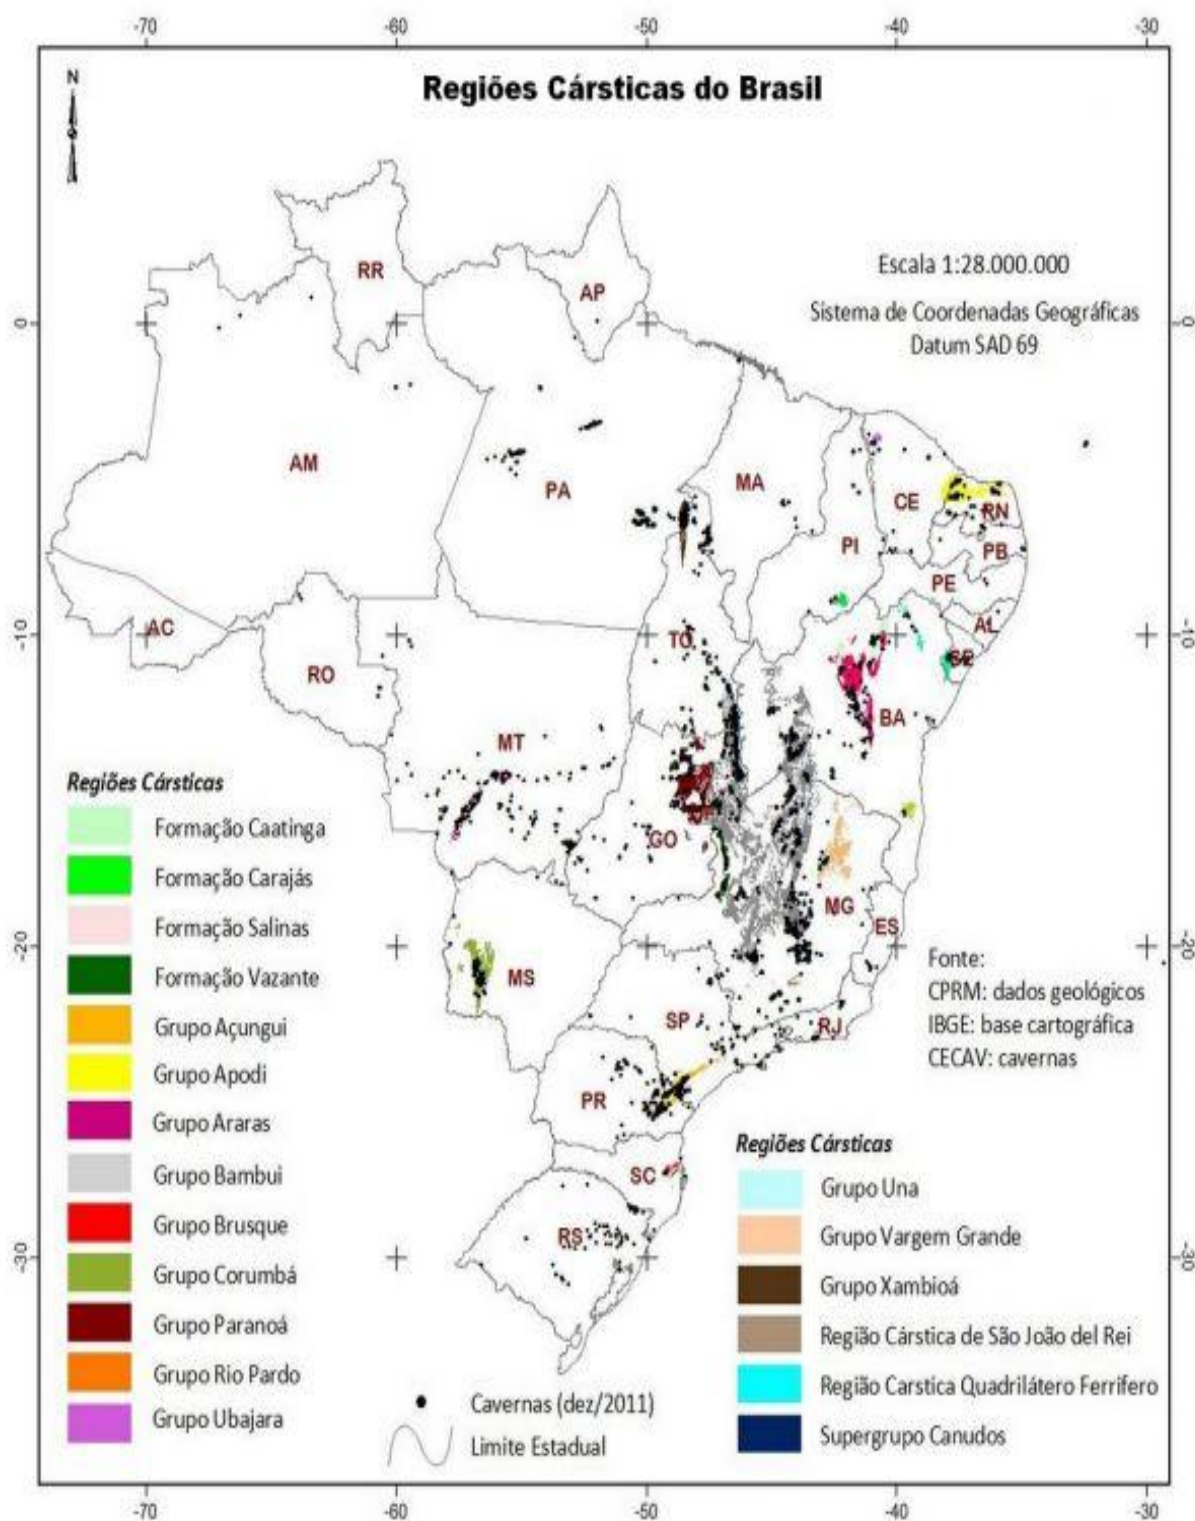 -70 -60 -50 -40 -30
N
Regiões Cársticas do Brasil
Escala 1:28.000.000
Sistema de Coordenadas Geográficas
Datum SAD 69
RR
AP
0 0
AM
PA
MA
CE
RN
PB
PI
PE
AL
SE
-10 -10
AC
RO
TO
BA
MT
GO
MG
ES
MS
SP
RJ
PR
SC
RS
-20 -20
-30 -30
Fonte:
CPRM: dados geológicos
IBGE: base cartográfica
CECAV: cavernas
Regiões Cársticas
Formação Caatinga
Formação Carajás
Formação Salinas
Formação Vazante
Grupo Açungui
Grupo Apodi
Grupo Araras
Grupo Bambui
Grupo Brusque
Grupo Corumbá
Grupo Paranoá
Grupo Rio Pardo
Grupo Ubajara
Cavernas (dez/2011)
Limite Estadual
Regiões Cársticas
Grupo Una
Grupo Vargem Grande
Grupo Xambioá
Região Cárstica de São João del Rei
Região Carstica Quadrilátero Ferrifero
Supergrupo Canudos
-70 -60 -50 -40 -30